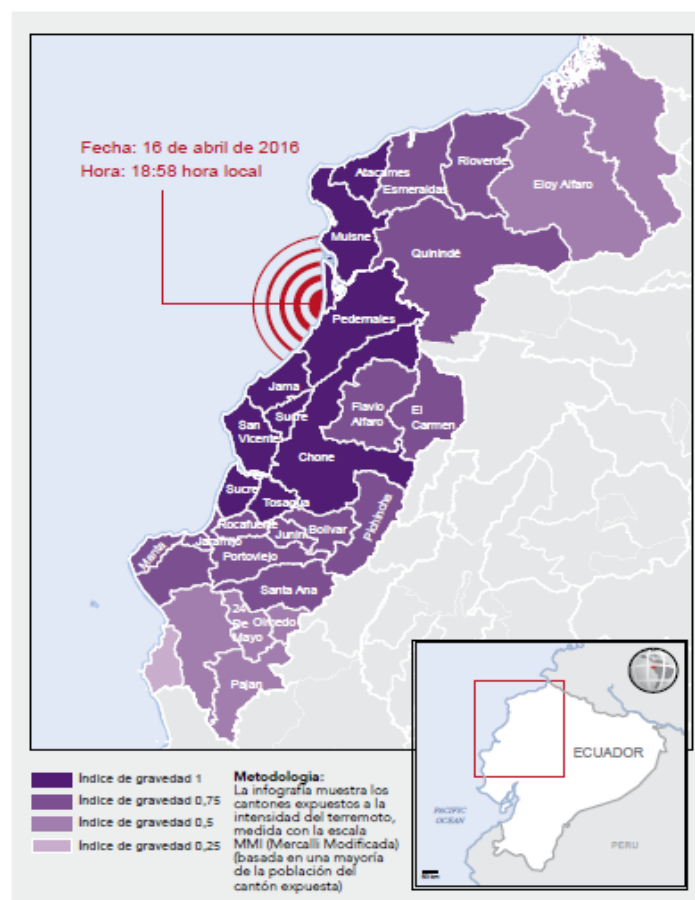 Fecha: 16 de abril de 2016
Hora: 18:58 hora local
Atacames
Rioverde
Esmeraldas
Eloy Alfaro
Muisne
Quinindé
Pedernales
Jama
Sucre
San
Vicente
Flavio
Alfaro
El
Carmen
Chone
Sucre
Tosagua
Rocafuerte
Pichincha
Jaramijo
Junin
Bolivar
Manta
Portoviejo
Santa Ana
24
De
Mayo
Olmedo
Pajan
Índice de gravedad 1
Índice de gravedad 0,75
Índice de gravedad 0,5
Índice de gravedad 0,25
Metodologia:
La infografía muestra los
cantones expuestos a la
intensidad del terremoto,
medida con la escala
MMI (Mercalli Modificada)
(basada en una mayoría
de la población del
cantón expuesta)
ECUADOR
PACIFIC
OCEAN
PERU